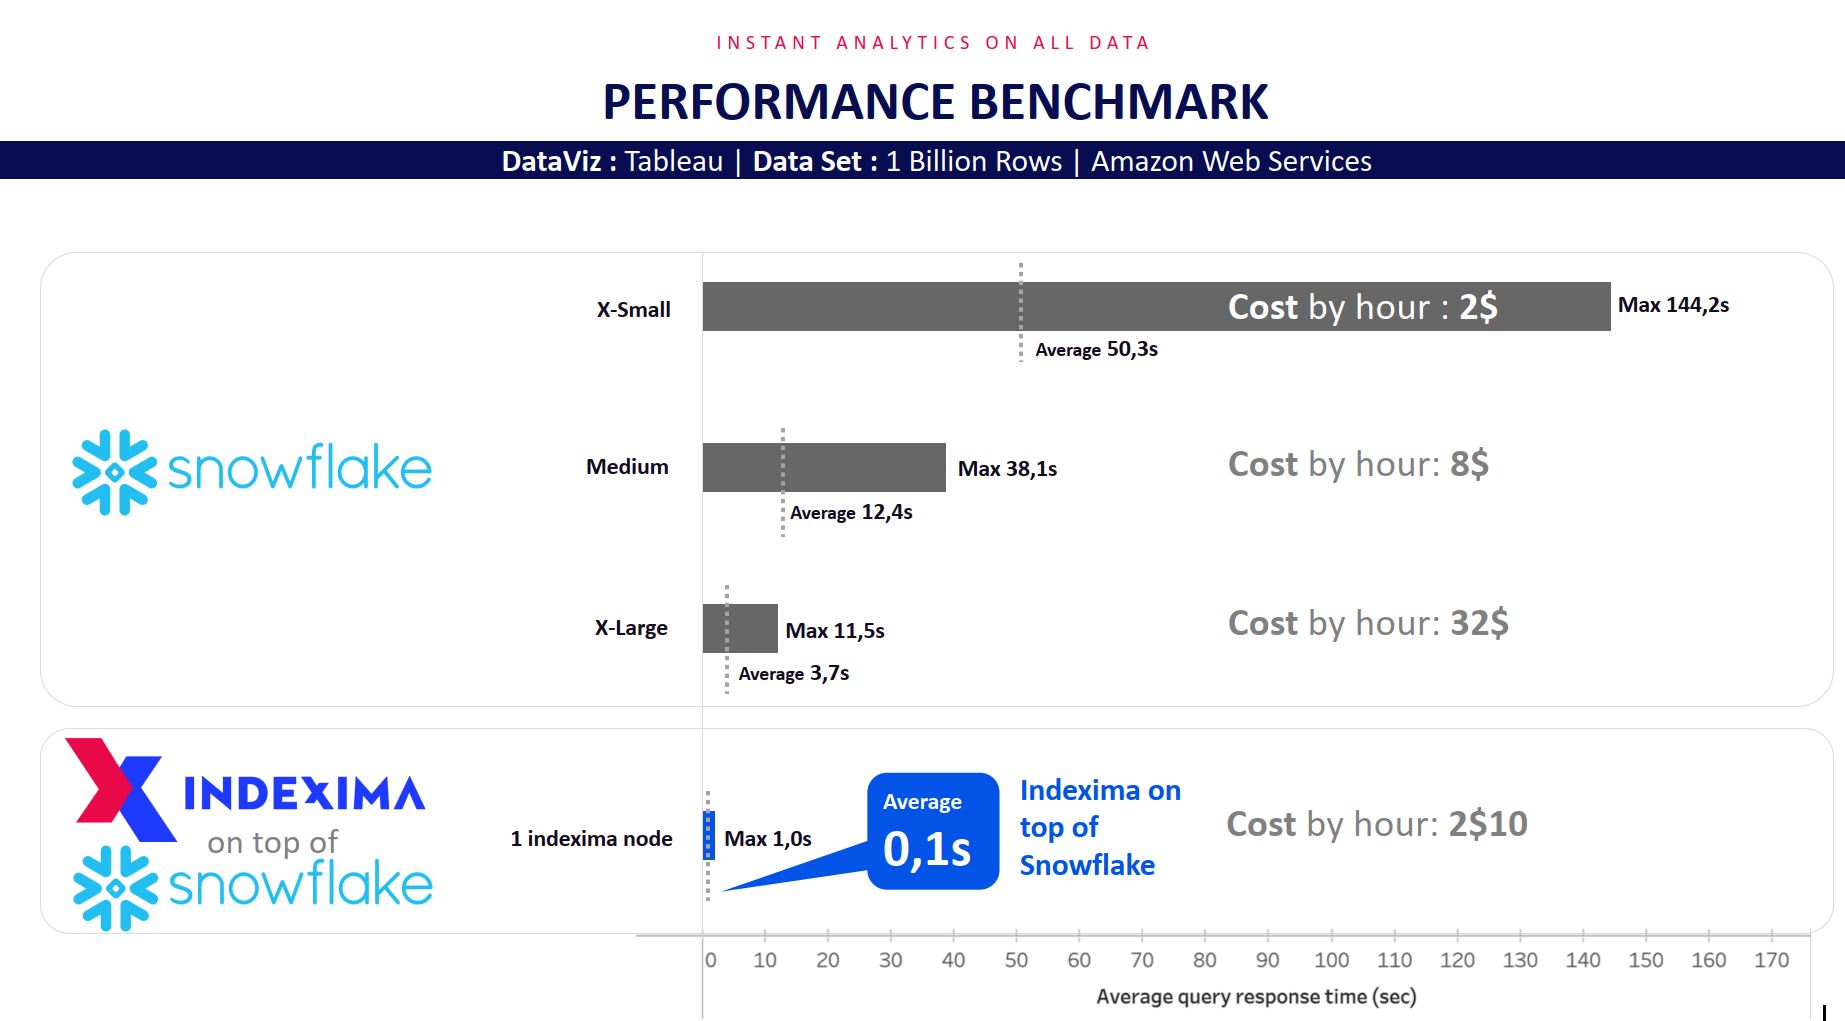 INSTANT ANALYTICS ON ALL DATA
PERFORMANCE BENCHMARK
DataViz : Tableau | Data Set : 1 Billion Rows | Amazon Web Services
X-Small
Cost by hour : 2$
Max 144,2s
Average 50,3s
snowflake
Medium
Max 38,1s
Cost by hour: 8$
Average 12,4s
X-Large
Max 11,5s
Cost by hour: 32$
Average 3,7s
INDEXIMA
on top of
snowflake
1 indexima node
Max 1,0s
Average
0,1s
Indexima on
top of
Snowflake
Cost by hour: 2$10
0 10 20 30 40 50 60 70 80 90 100 110 120 130 140 150 160 170
Average query response time (sec)